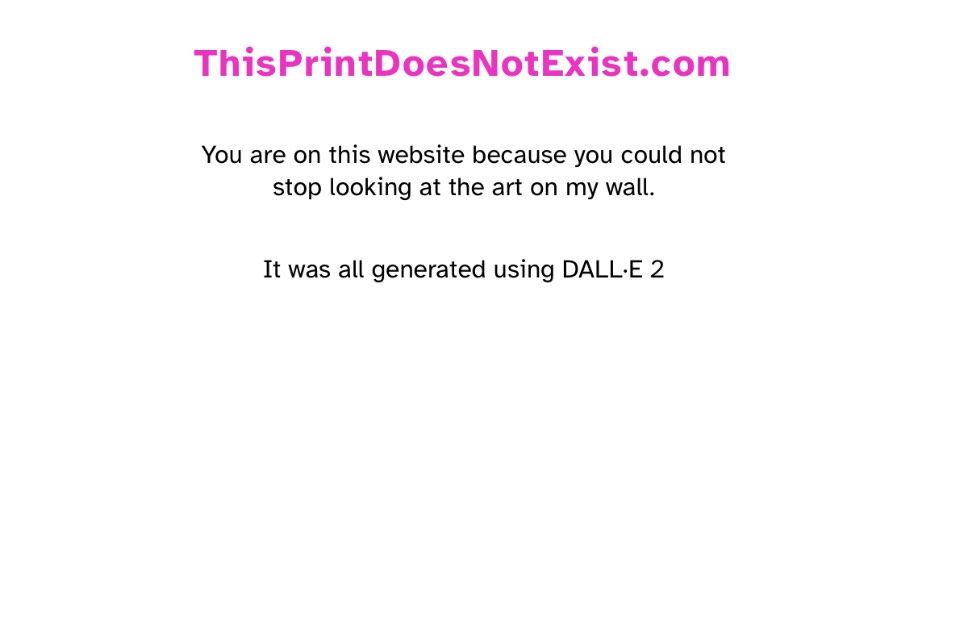 ThisPrintDoesNotExist.com
You are on this website because you could not
stop looking at the art on my wall.
It was all generated using DALL·E 2